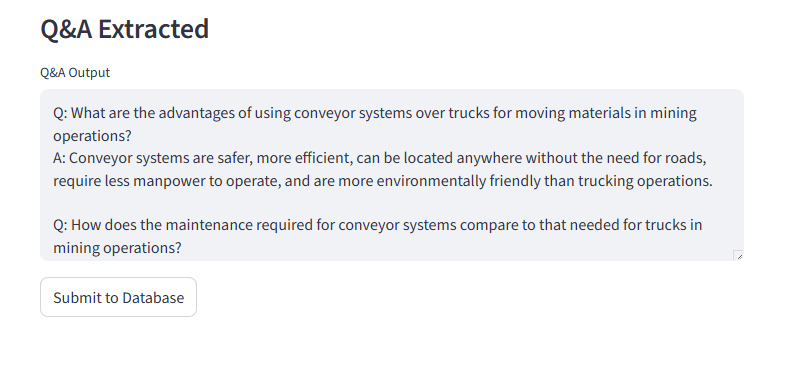 Q&A Extracted
Q&A Output
Q: What are the advantages of using conveyor systems over trucks for moving materials in mining
operations?
A: Conveyor systems are safer, more efficient, can be located anywhere without the need for roads,
require less manpower to operate, and are more environmentally friendly than trucking operations.
Q: How does the maintenance required for conveyor systems compare to that needed for trucks in
mining operations?
Submit to Database